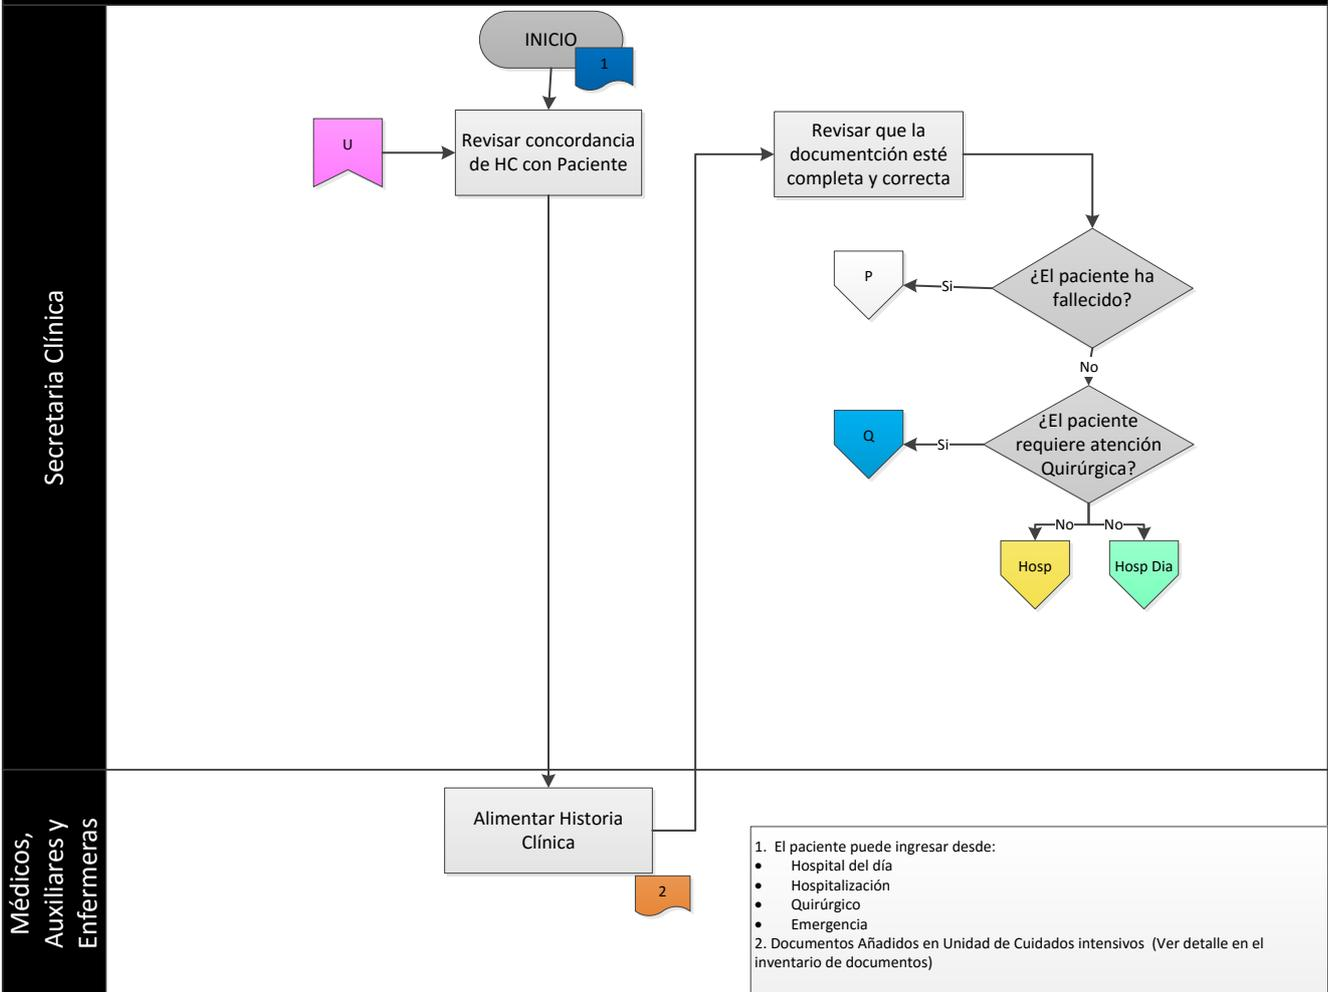 Secretaria Clínica
INICIO
1
U
Revisar concordancia
de HC con Paciente
Revisar que la
documentción esté
completa y correcta
¿El paciente ha
fallecido?
Si
P
No
¿El paciente
requiere atención
Quirúrgica?
Si
Q
No
No
Hosp
Hosp Dia
Médicos,
Auxiliares y
Enfermeras
Alimentar Historia
Clínica
2
1. El paciente puede ingresar desde:
• Hospital del día
• Hospitalización
• Quirúrgico
• Emergencia
2. Documentos Añadidos en Unidad de Cuidados intensivos (Ver detalle en el
inventario de documentos)